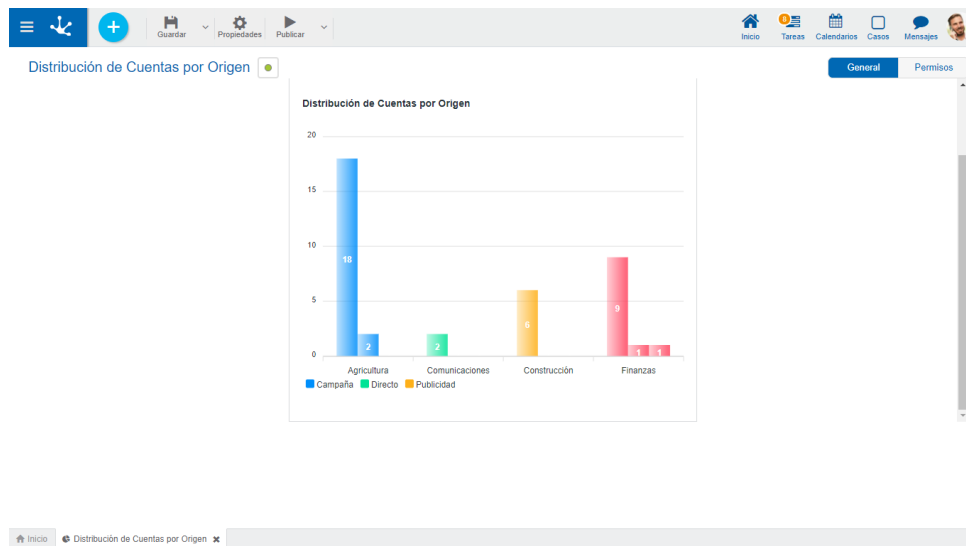 Guardar Propiedades Publicar
8
Inicio Tareas Calendarios Casos Mensajes
Distribución de Cuentas por Origen
General Permisos
Distribución de Cuentas por Origen
20
15
10
5
0
18 2 2 6 9 1 1
Agricultura Comunicaciones Construcción Finanzas
Campaña Directo Publicidad
Inicio Distribución de Cuentas por Origen